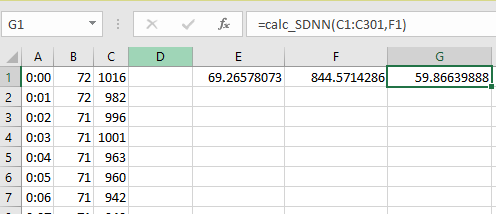 G1 =calc_SDNN(C1:C301,F1)
A B C D E F G
1 0:00 72 1016 69.26578073 844.5714286 59.86639888
2 0:01 72 982
3 0:02 71 996
4 0:03 71 1001
5 0:04 71 963
6 0:05 71 960
7 0:06 71 942